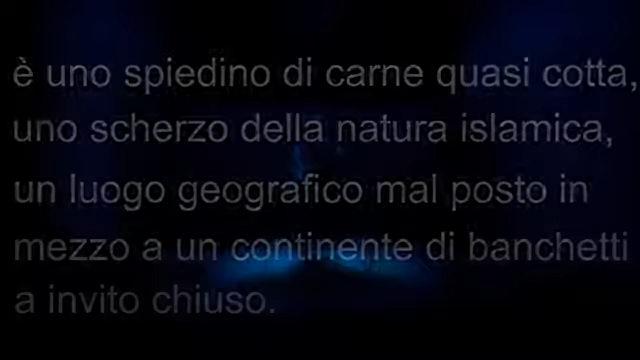 è uno spiedino di carne quasi cotta,
uno scherzo della natura islamica,
un luogo geografico mal posto in
mezzo a un continente di banchetti
a invito chiuso.